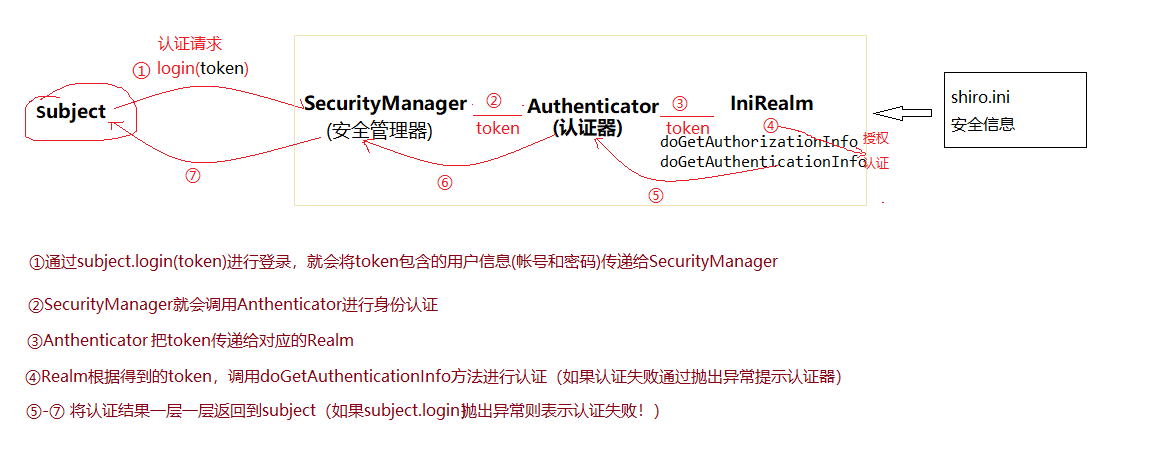 认证请求
① login(token)
Subject
SecurityManager
(安全管理器)
②
token
Authenticator
(认证器)
③
token
IniRealm
④
doGetAuthorizationInfo 授权
doGetAuthenticationInfo 认证
shiro.ini
安全信息
⑤
⑥
⑦
①通过subject.login(token)进行登录，就会将token包含的用户信息(帐号和密码)传递给SecurityManager
②SecurityManager就会调用Anthenticator进行身份认证
③Anthenticator 把token传递给对应的Realm
④Realm根据得到的token，调用doGetAuthenticationInfo方法进行认证（如果认证失败通过抛出异常提示认证器）
⑤-⑦ 将认证结果一层一层返回到subject（如果subject.login抛出异常则表示认证失败！）